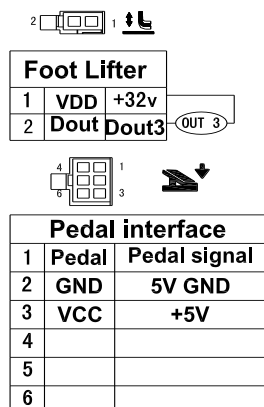 2 1
Foot Lifter
1 VDD +32v
2 Dout Dout3 OUT 3
4 1
6 3
Pedal interface
1 Pedal Pedal signal
2 GND 5V GND
3 VCC +5V
4
5
6